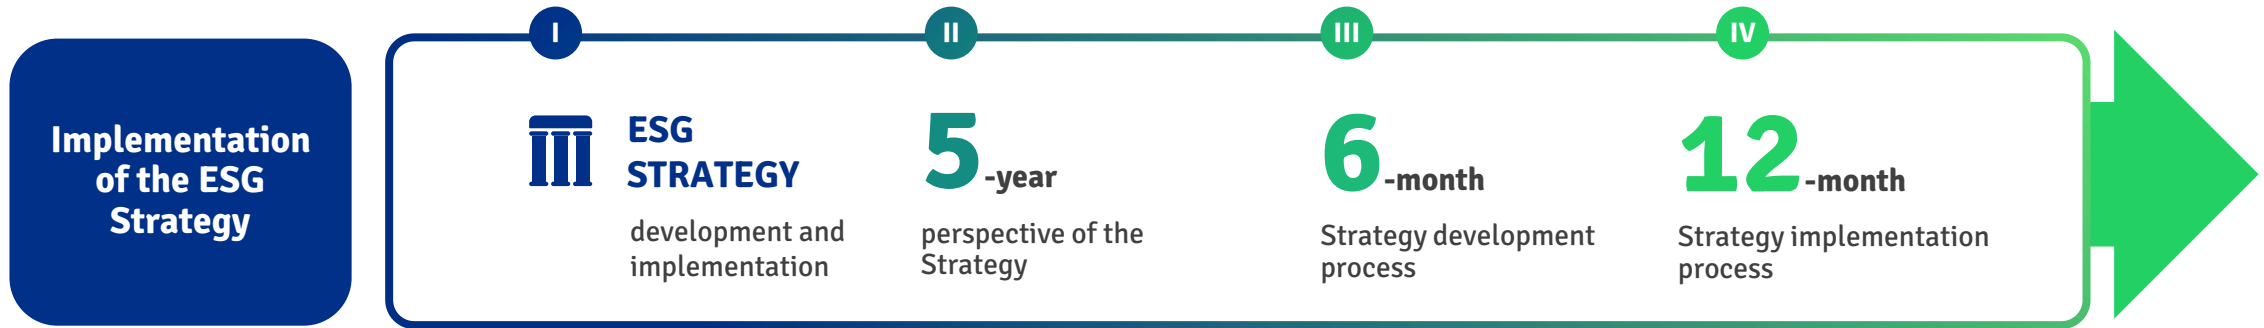 Implementation
of the ESG
Strategy
I
ESG
STRATEGY
development and
implementation
II
5-year
perspective of the
Strategy
III
6-month
Strategy development
process
IV
12-month
Strategy implementation
process